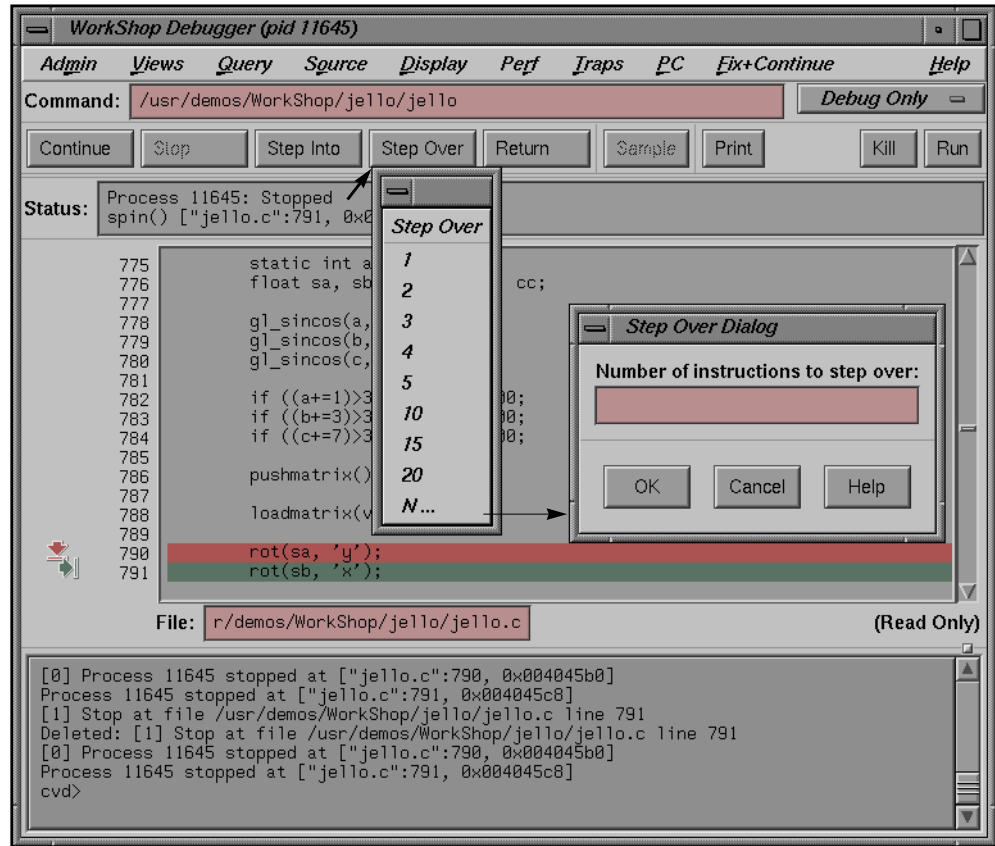 WorkShop Debugger (pid 11645)
Admin Views Query Source Display Perf Traps PC Fix+Continue Help
Command: /usr/demos/WorkShop/jello/jello Debug Only
Continue Stop Step Into Step Over Return Sample Print Kill Run
Status: Process 11645: Stopped
spin() ["jello.c":791, 0x0
Step Over
1
2
3
4
5
10
15
20
N ...
775 static int a
776 float sa, sb cc;
777
778 gl_sincos(a,
779 gl_sincos(b,
780 gl_sincos(c,
781
782 if ((a+=1)>3 00;
783 if ((b+=3)>3 00;
784 if ((c+=7)>3 00;
785
786 pushmatrix()
787
788 loadmatrix(v
789
790 rot(sa, 'y');
791 rot(sb, 'x');
Step Over Dialog
Number of instructions to step over:
OK Cancel Help
File: r/demos/WorkShop/jello/jello.c (Read Only)
[0] Process 11645 stopped at ["jello.c":790, 0x004045b0]
Process 11645 stopped at ["jello.c":791, 0x004045c8]
[1] Stop at file /usr/demos/WorkShop/jello/jello.c line 791
Deleted: [1] Stop at file /usr/demos/WorkShop/jello/jello.c line 791
[0] Process 11645 stopped at ["jello.c":790, 0x004045b0]
Process 11645 stopped at ["jello.c":791, 0x004045c8]
cvd>